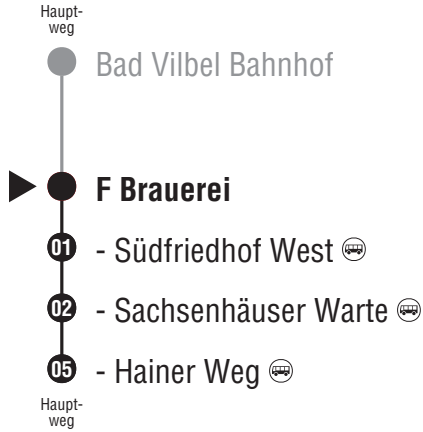 Haupt-
weg
Bad Vilbel Bahnhof
F Brauerei
01 - Südfriedhof West
02 - Sachsenhäuser Warte
05 - Hainer Weg
Haupt-
weg